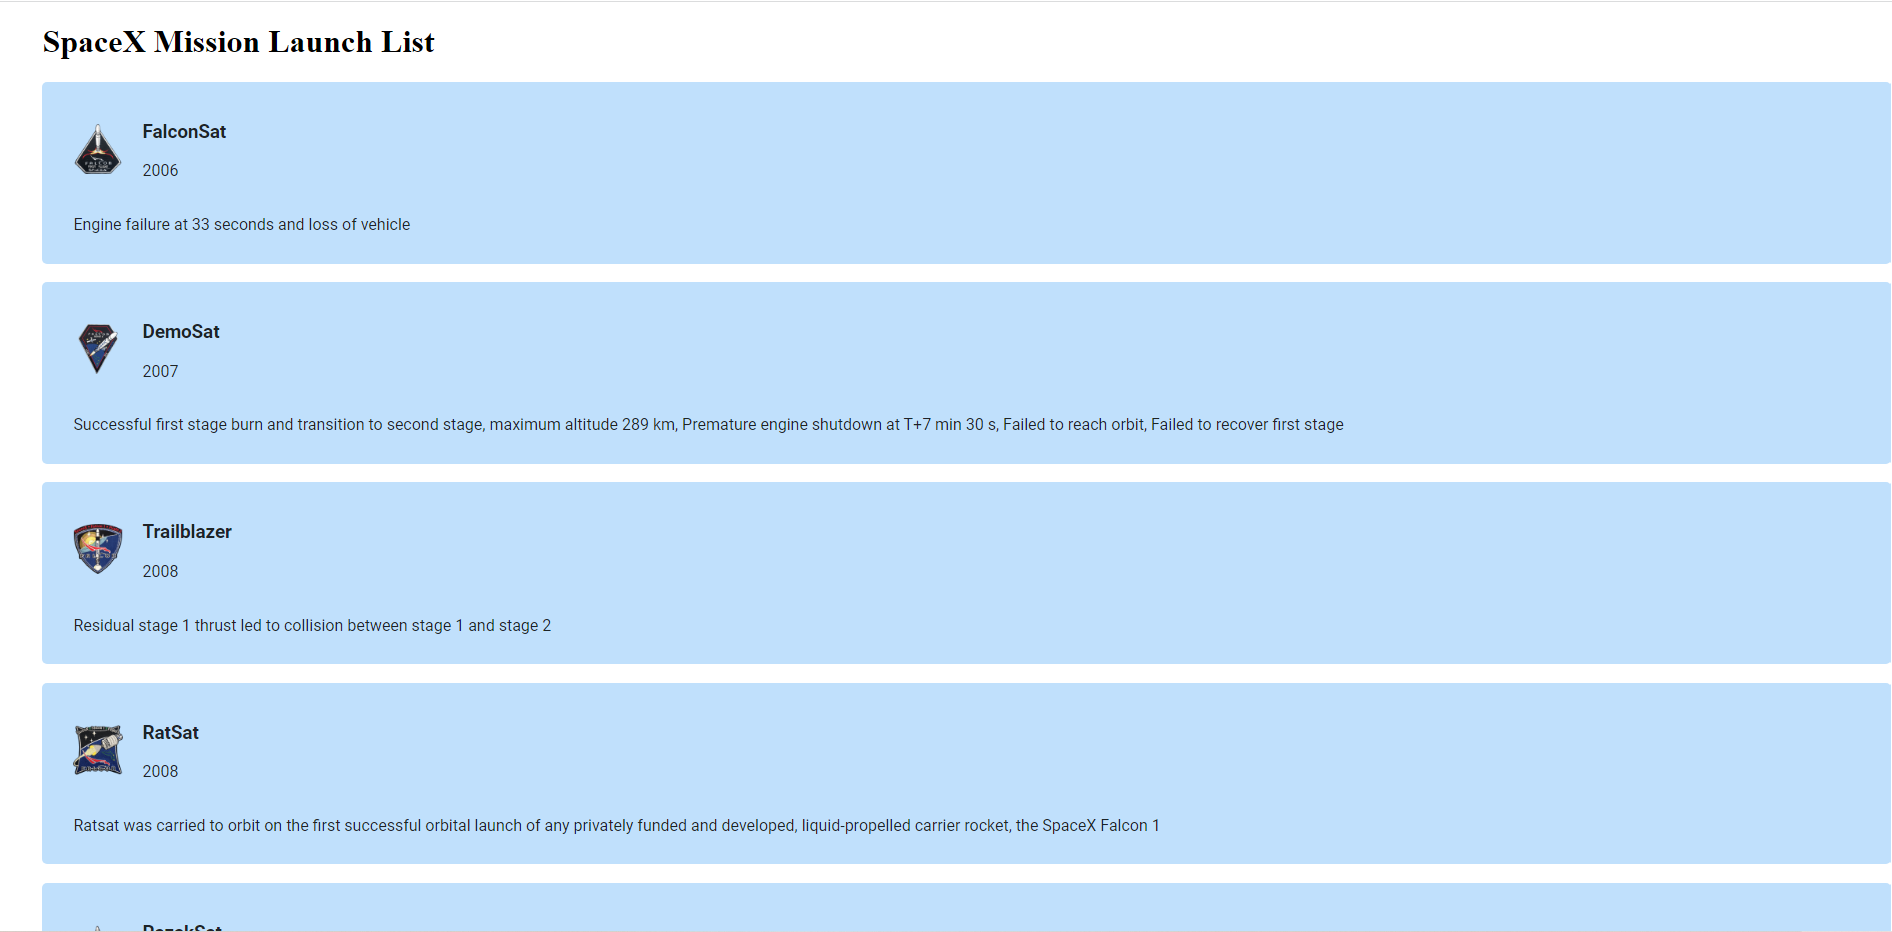 SpaceX Mission Launch List
FalconSat
2006
Engine failure at 33 seconds and loss of vehicle
DemoSat
2007
Successful first stage burn and transition to second stage, maximum altitude 289 km, Premature engine shutdown at T+7 min 30 s, Failed to reach orbit, Failed to recover first stage
Trailblazer
2008
Residual stage 1 thrust led to collision between stage 1 and stage 2
RatSat
2008
Ratsat was carried to orbit on the first successful orbital launch of any privately funded and developed, liquid-propelled carrier rocket, the SpaceX Falcon 1